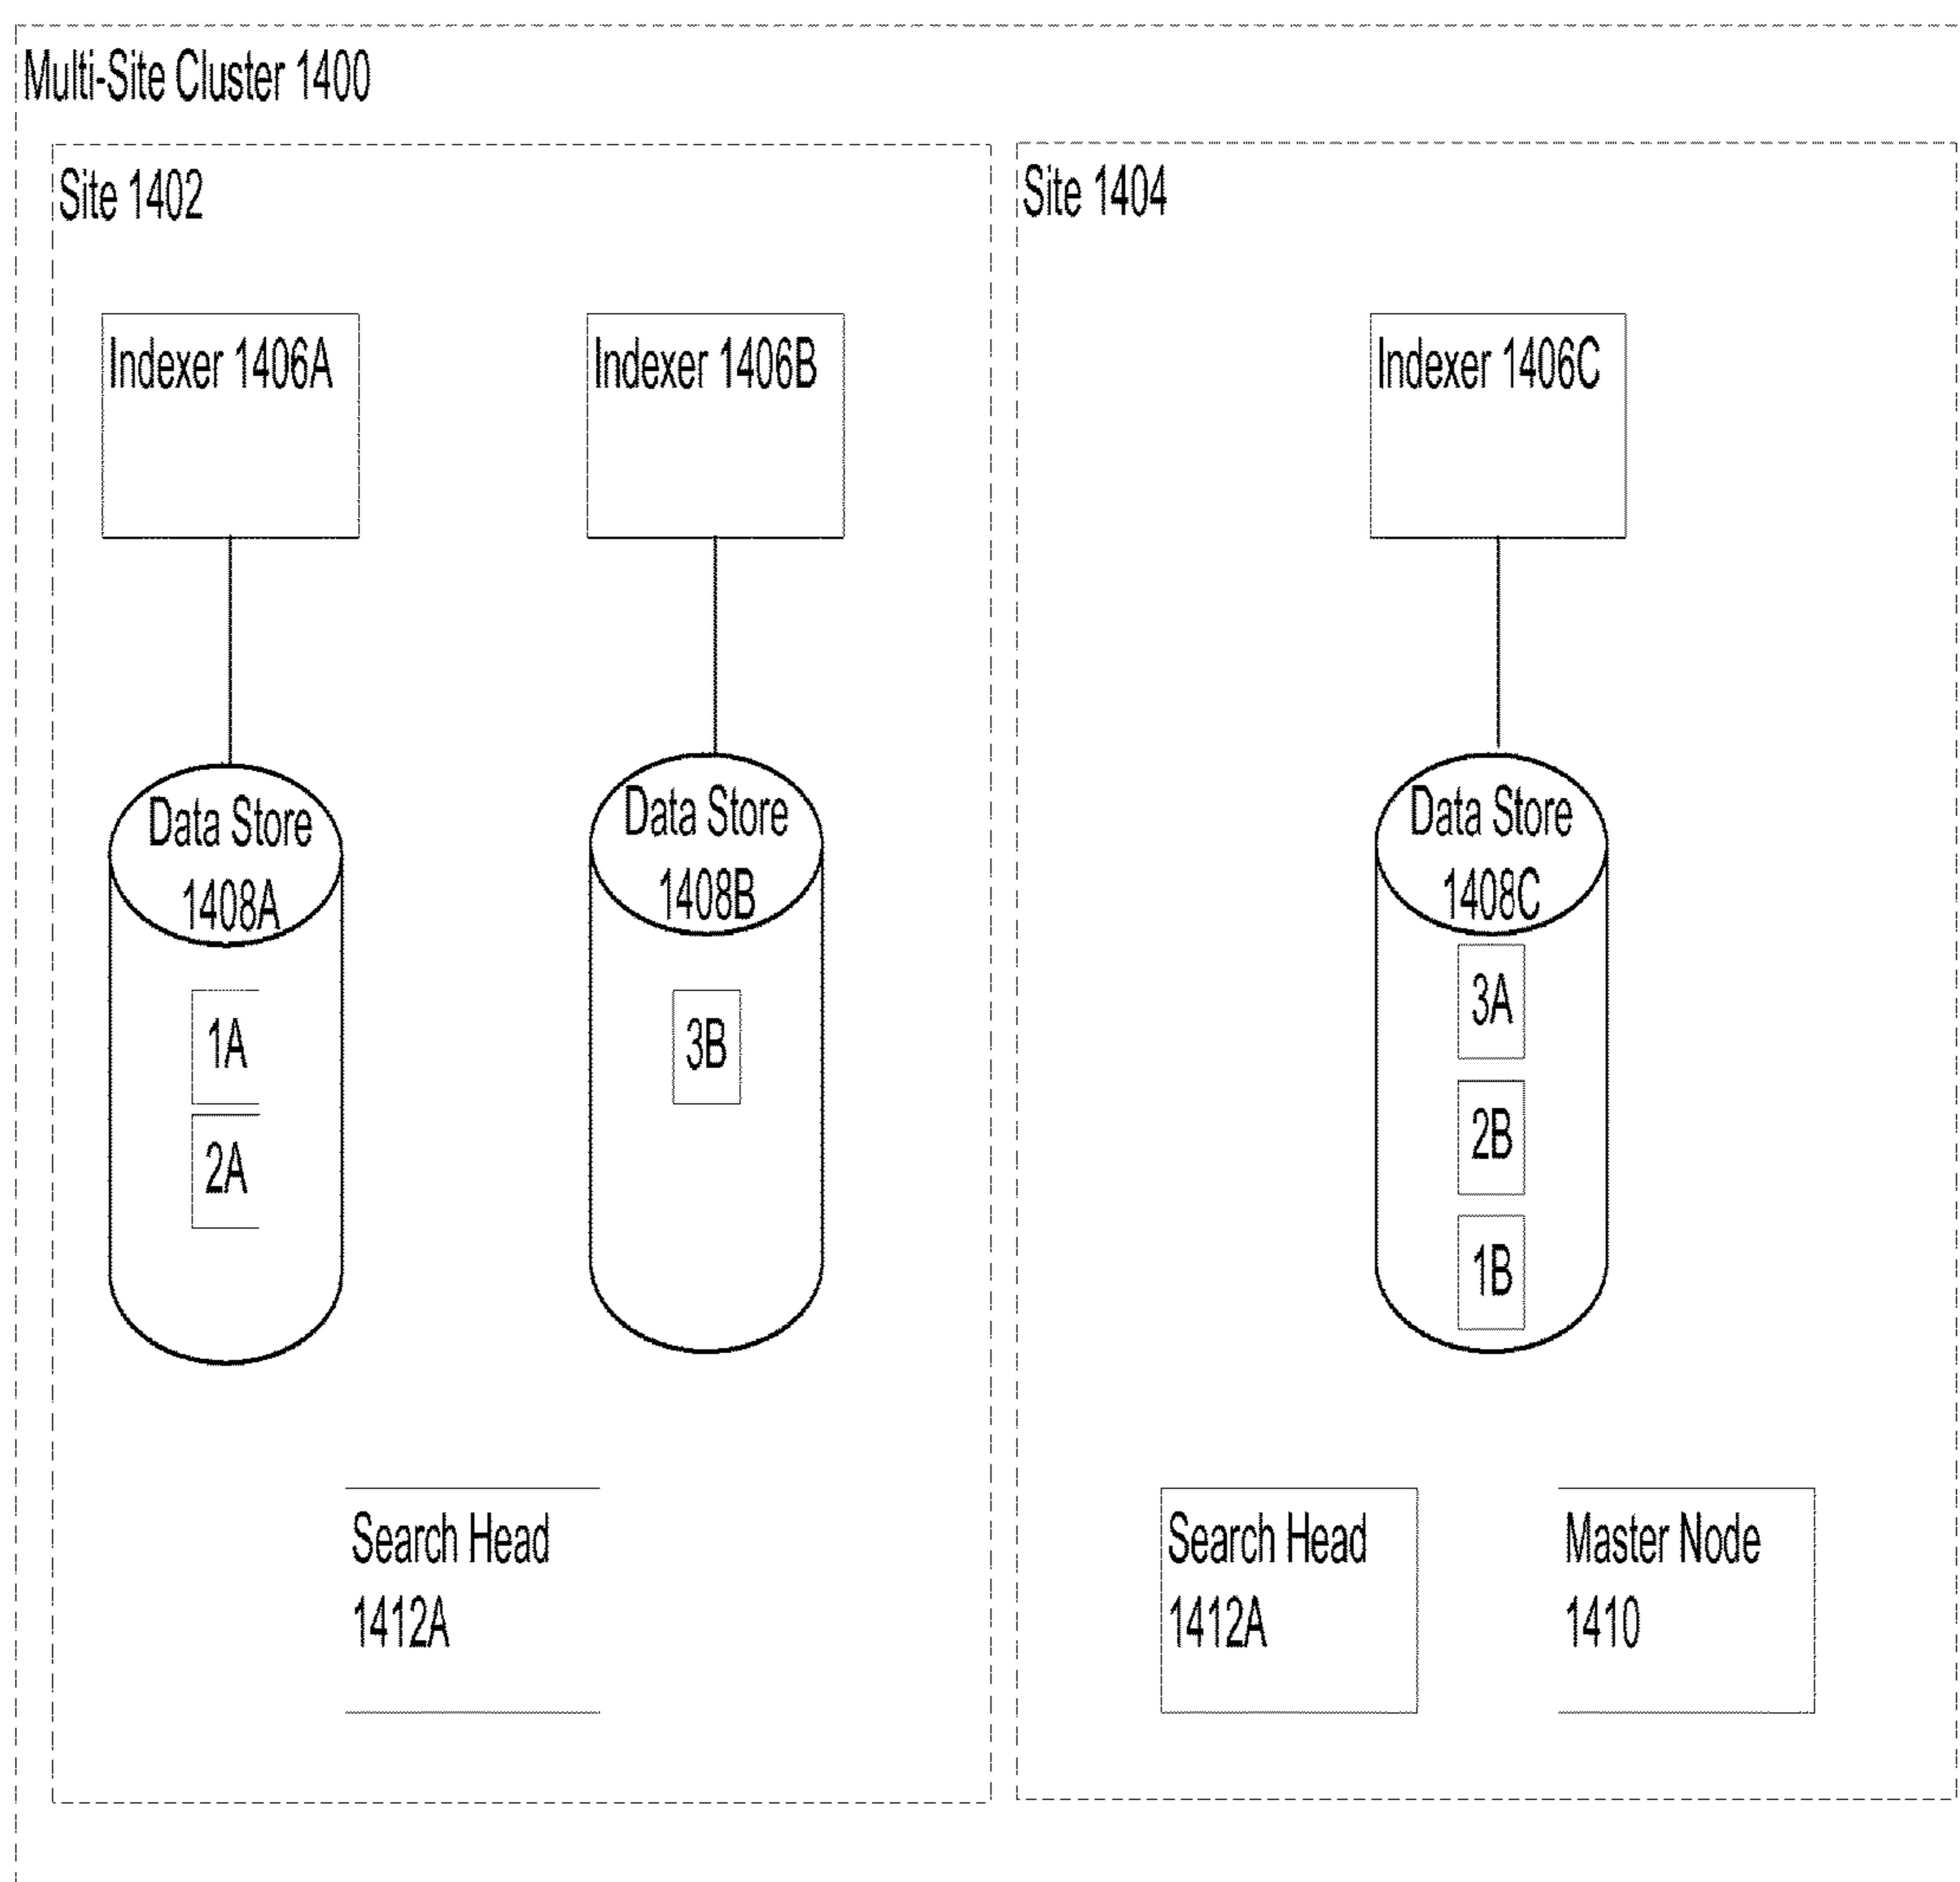 Multi-Site Cluster 1400
Site 1402
Indexer 1406A
Indexer 1406B
Data Store
1408A
1A
2A
Data Store
1408B
3B
Search Head
1412A
Site 1404
Indexer 1406C
Data Store
1408C
3A
2B
1B
Search Head
1412A
Master Node
1410